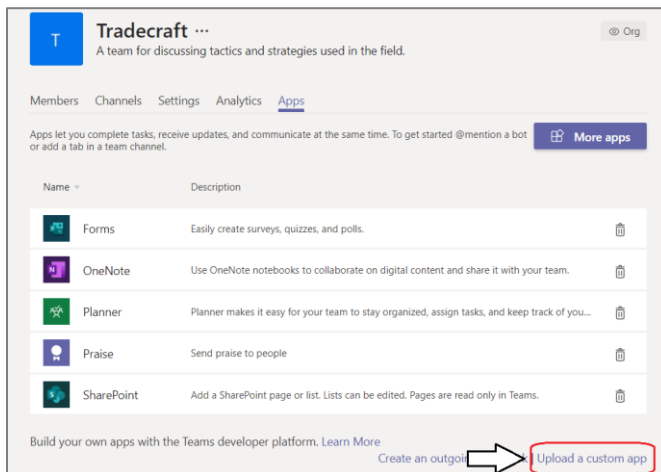 T
Tradecraft ...
A team for discussing tactics and strategies used in the field.
Org
Members Channels Settings Analytics Apps
Apps let you complete tasks, receive updates, and communicate at the same time. To get started @mention a bot
or add a tab in a team channel.
More apps
Name Description
Forms Easily create surveys, quizzes, and polls.
N OneNote Use OneNote notebooks to collaborate on digital content and share it with your team.
Planner Planner makes it easy for your team to stay organized, assign tasks, and keep track of you...
Praise Send praise to people
S SharePoint Add a SharePoint page or list. Lists can be edited. Pages are read only in Teams.
Build your own apps with the Teams developer platform. Learn More
Create an Upload a custom app